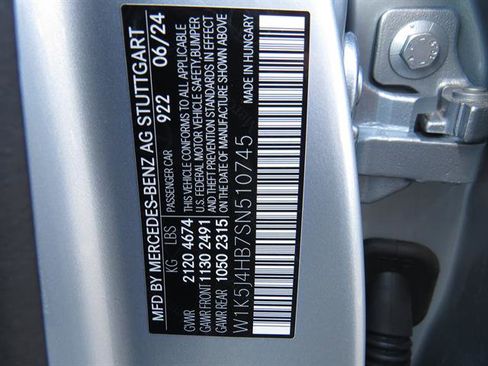 MFD BY MERCEDES-BENZ AG STUTTGART
922 06/24
PASSENGER CAR
THIS VEHICLE CONFORMS TO ALL APPLICABLE
U.S. FEDERAL MOTOR VEHICLE SAFETY, BUMPER
AND THEFT PREVENTION STANDARDS IN EFFECT
ON THE DATE OF MANUFACTURE SHOWN ABOVE
KG LBS
GVWR 2120 4674
GAWR FRONT 1130 2491
GAWR REAR 1050 2315
MADE IN HUNGARY
W1K5J4HB7SN510745